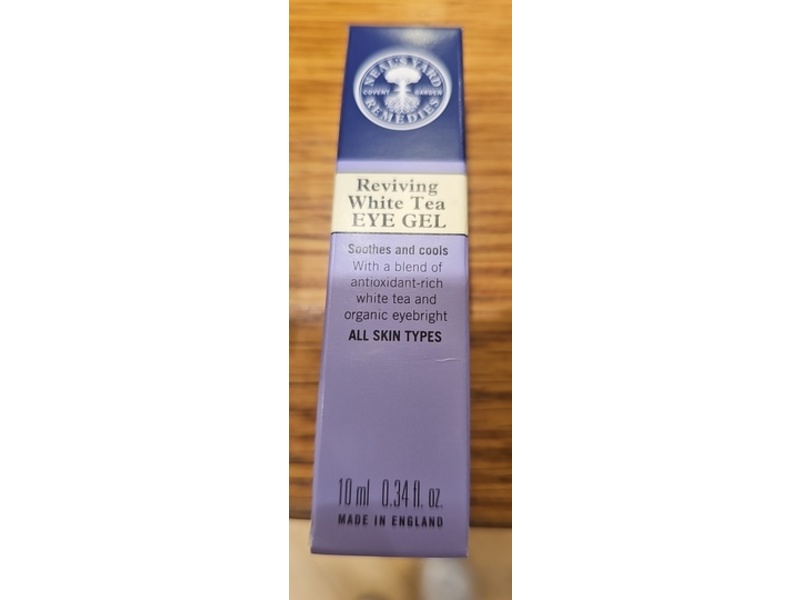 NEAL'S YARD
COVENT GARDEN
REMEDIES
Reviving
White Tea
EYE GEL
Soothes and cools
With a blend of
antioxidant-rich
white tea and
organic eyebright
ALL SKIN TYPES
10 ml 0.34 fl. oz.
MADE IN ENGLAND